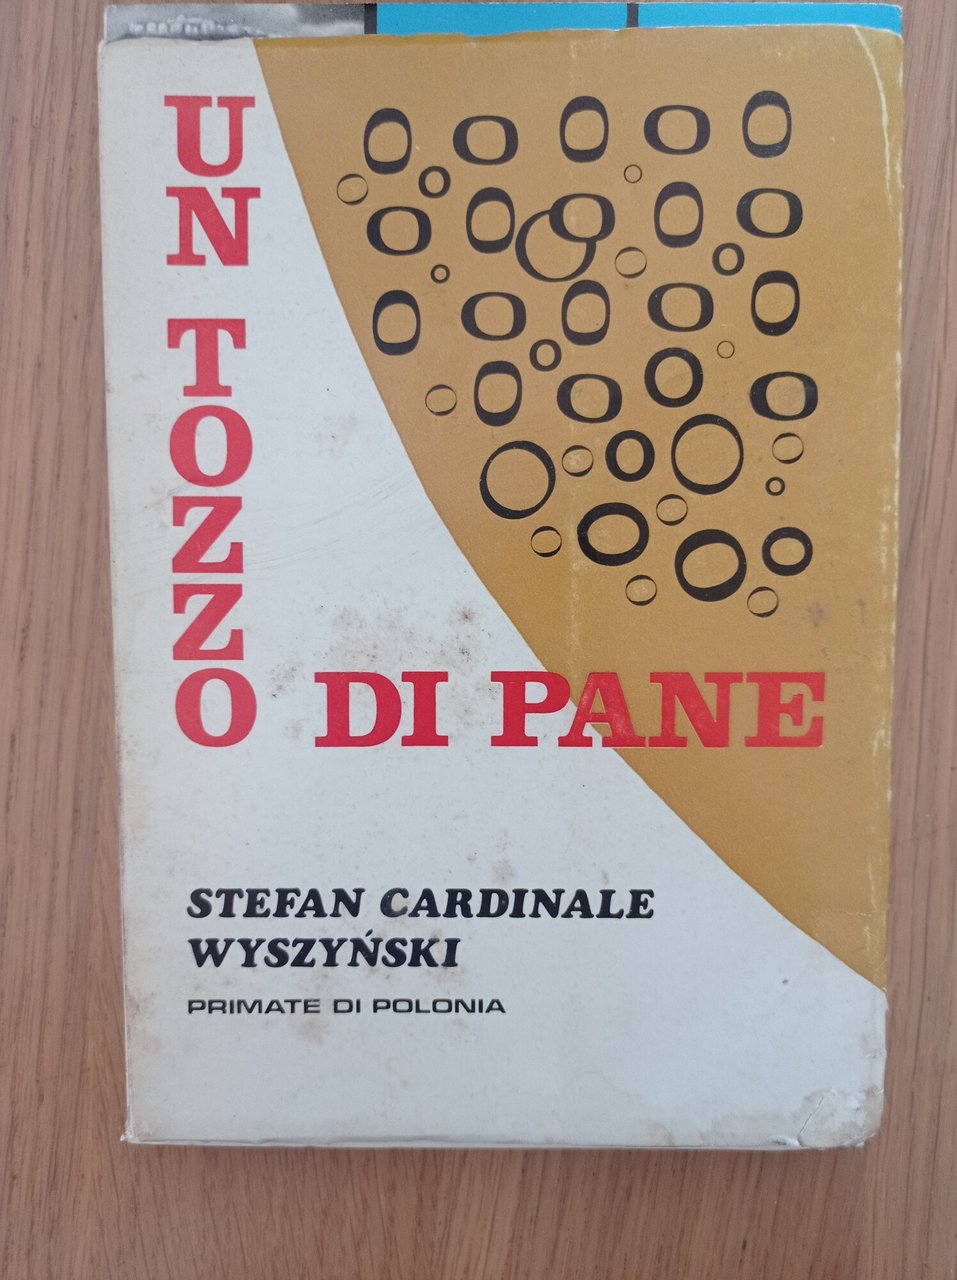 UN TOZZO DI PANE
STEFAN CARDINALE
WYSZYŃSKI
PRIMATE DI POLONIA